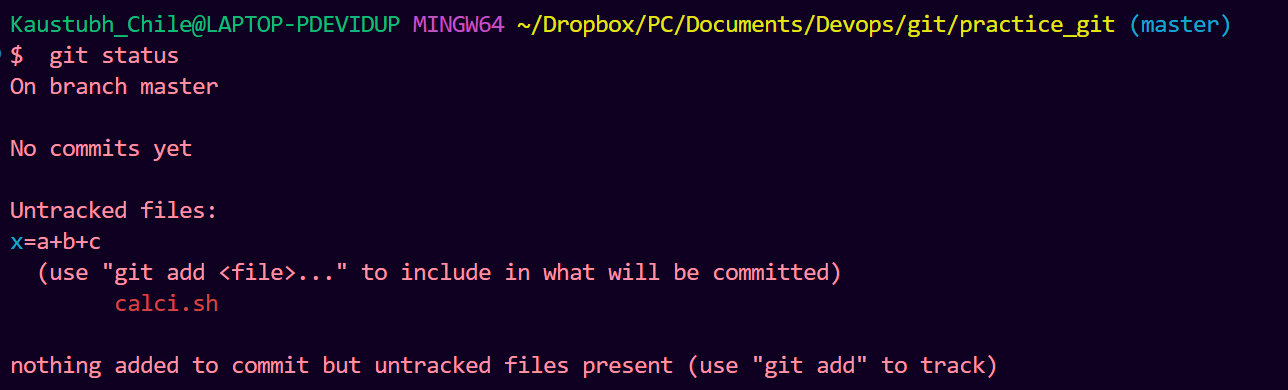 Kaustubh_Chile@LAPTOP-PDEVIDUP MINGW64 ~/Dropbox/PC/Documents/Devops/git/practice_git (master)
$  git status
On branch master
No commits yet
Untracked files:
x=a+b+c
(use "git add <file>..." to include in what will be committed)
calci.sh
nothing added to commit but untracked files present (use "git add" to track)